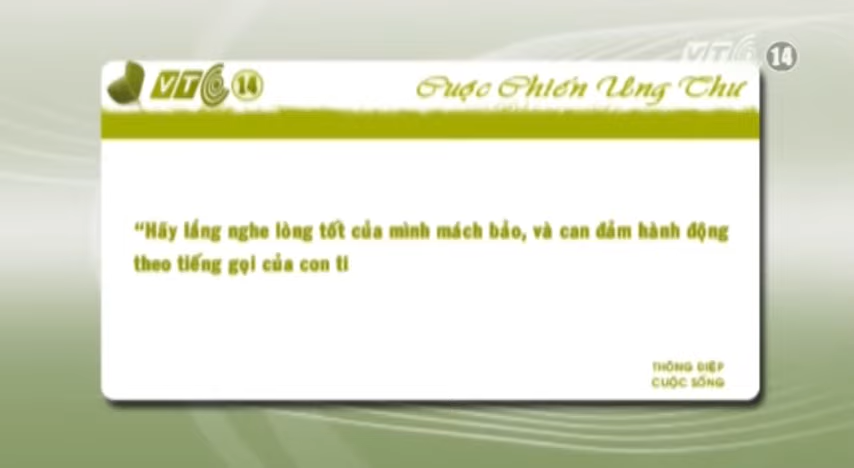 VTC 14
VTC 14
Cuộc Chiến Ung Thư
“Hãy lắng nghe lòng tốt của mình mách bảo, và can đảm hành động
theo tiếng gọi của con ti
THÔNG ĐIỆP
CUỘC SỐNG